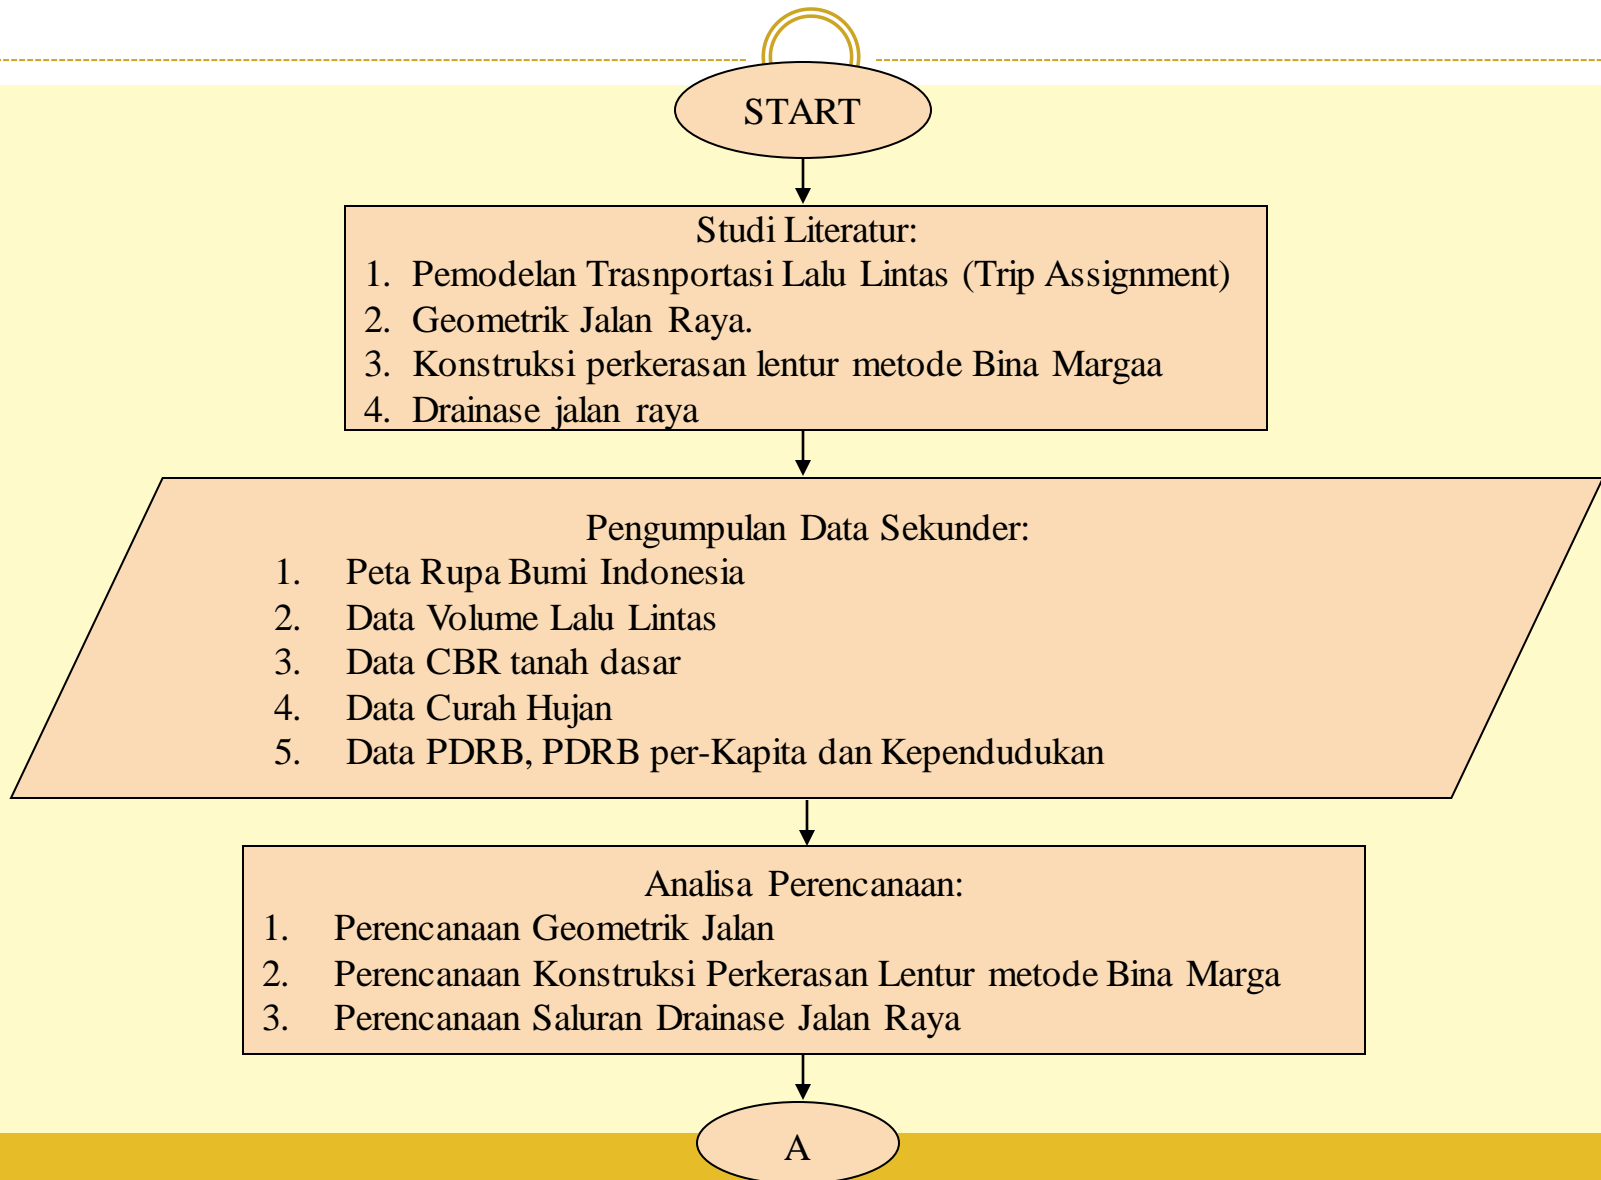 START
Studi Literatur:
1. Pemodelan Trasnportasi Lalu Lintas (Trip Assignment)
2. Geometrik Jalan Raya.
3. Konstruksi perkerasan lentur metode Bina Margaa
4. Drainase jalan raya
Pengumpulan Data Sekunder:
1. Peta Rupa Bumi Indonesia
2. Data Volume Lalu Lintas
3. Data CBR tanah dasar
4. Data Curah Hujan
5. Data PDRB, PDRB per-Kapita dan Kependudukan
Analisa Perencanaan:
1. Perencanaan Geometrik Jalan
2. Perencanaan Konstruksi Perkerasan Lentur metode Bina Marga
3. Perencanaan Saluran Drainase Jalan Raya
A